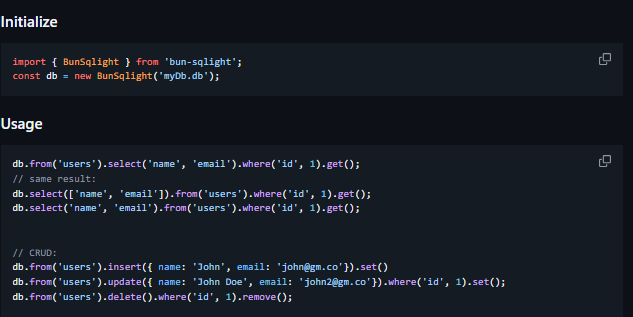 Initialize
import { BunSqlight } from 'bun-sqlight';
const db = new BunSqlight('myDb.db');
Usage
db.from('users').select('name', 'email').where('id', 1).get();
// same result:
db.select(['name', 'email']).from('users').where('id', 1).get();
db.select('name', 'email').from('users').where('id', 1).get();
// CRUD:
db.from('users').insert({ name: 'John', email: 'john@gm.co'}).set()
db.from('users').update({ name: 'John Doe', email: 'john2@gm.co'}).where('id', 1).set();
db.from('users').delete().where('id', 1).remove();